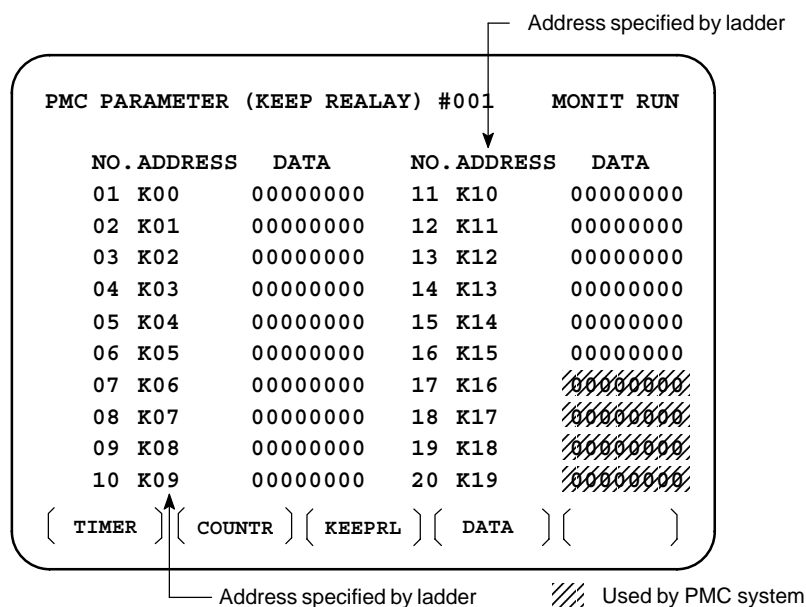 Address specified by ladder
PMC PARAMETER (KEEP REALAY) #001 MONIT RUN
NO. ADDRESS DATA NO. ADDRESS DATA
01 K00 00000000 11 K10 00000000
02 K01 00000000 12 K11 00000000
03 K02 00000000 13 K12 00000000
04 K03 00000000 14 K13 00000000
05 K04 00000000 15 K14 00000000
06 K05 00000000 16 K15 00000000
07 K06 00000000 17 K16 00000000
08 K07 00000000 18 K17 00000000
09 K08 00000000 19 K18 00000000
10 K09 00000000 20 K19 00000000
[ TIMER ] [ COUNTR ] [ KEEPRL ] [ DATA ] [ ]
Address specified by ladder Used by PMC system